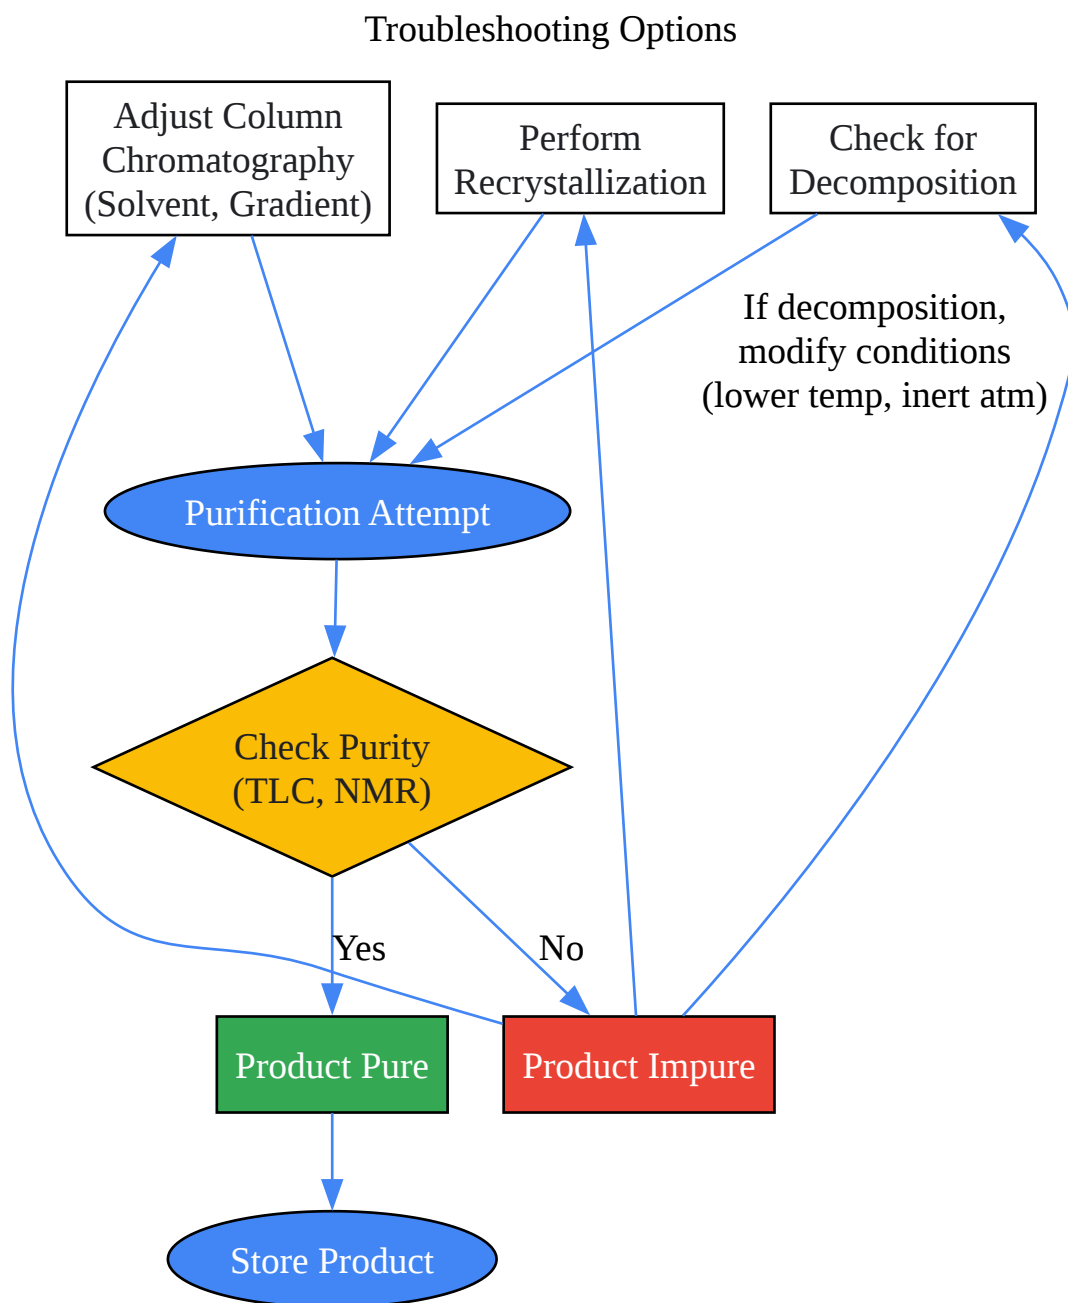 Troubleshooting Options
Adjust Column
Chromatography
(Solvent, Gradient)
Perform
Recrystallization
Check for
Decomposition
If decomposition,
modify conditions
(lower temp, inert atm)
Purification Attempt
Check Purity
(TLC, NMR)
Yes
No
Product Pure
Product Impure
Store Product